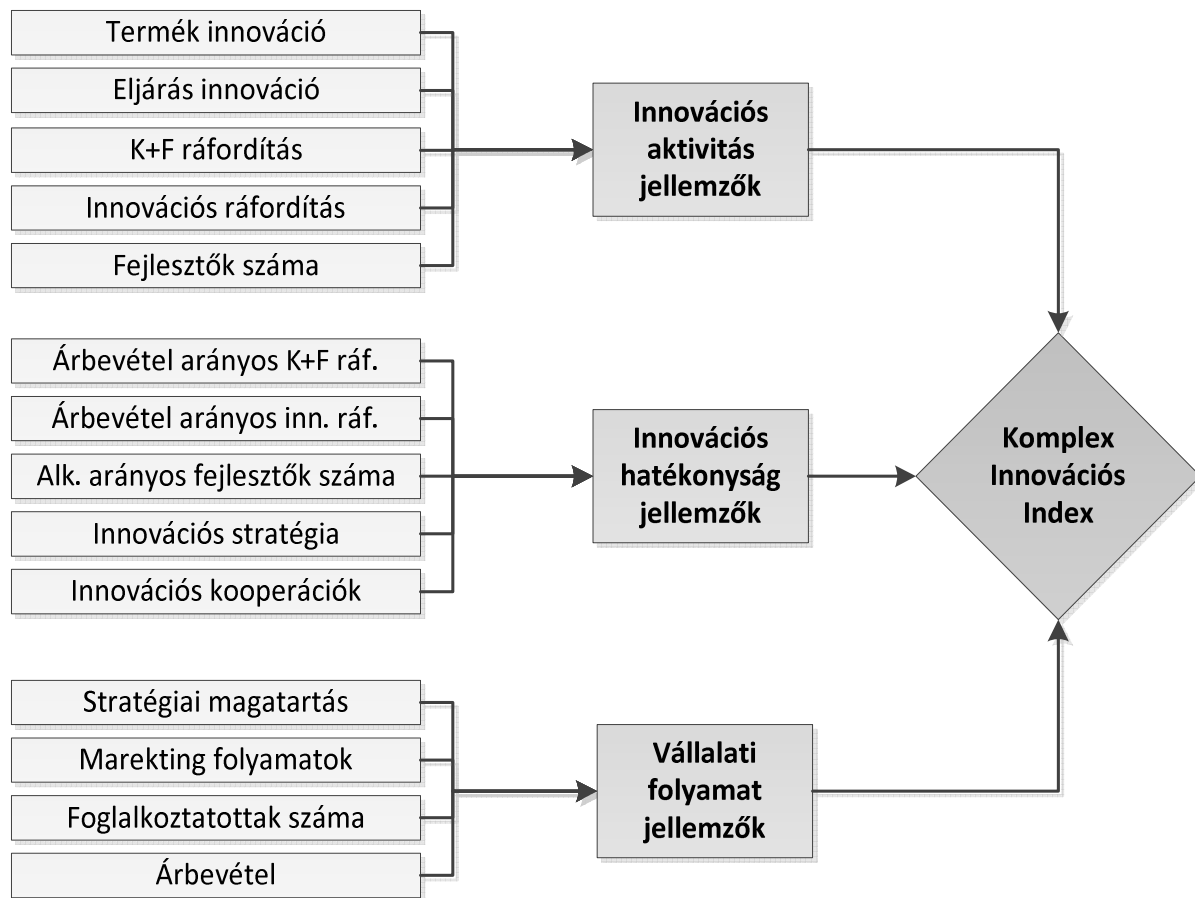 Termék innováció
Eljárás innováció
K+F ráfordítás
Innovációs ráfordítás
Fejlesztők száma
Innovációs
aktivitás
jellemzők
Árbevétel arányos K+F ráf.
Árbevétel arányos inn. ráf.
Alk. arányos fejlesztők száma
Innovációs stratégia
Innovációs kooperációk
Innovációs
hatékonyság
jellemzők
Stratégiai magatartás
Marekting folyamatok
Foglalkoztatottak száma
Árbevétel
Vállalati
folyamat
jellemzők
Komplex
Innovációs
Index